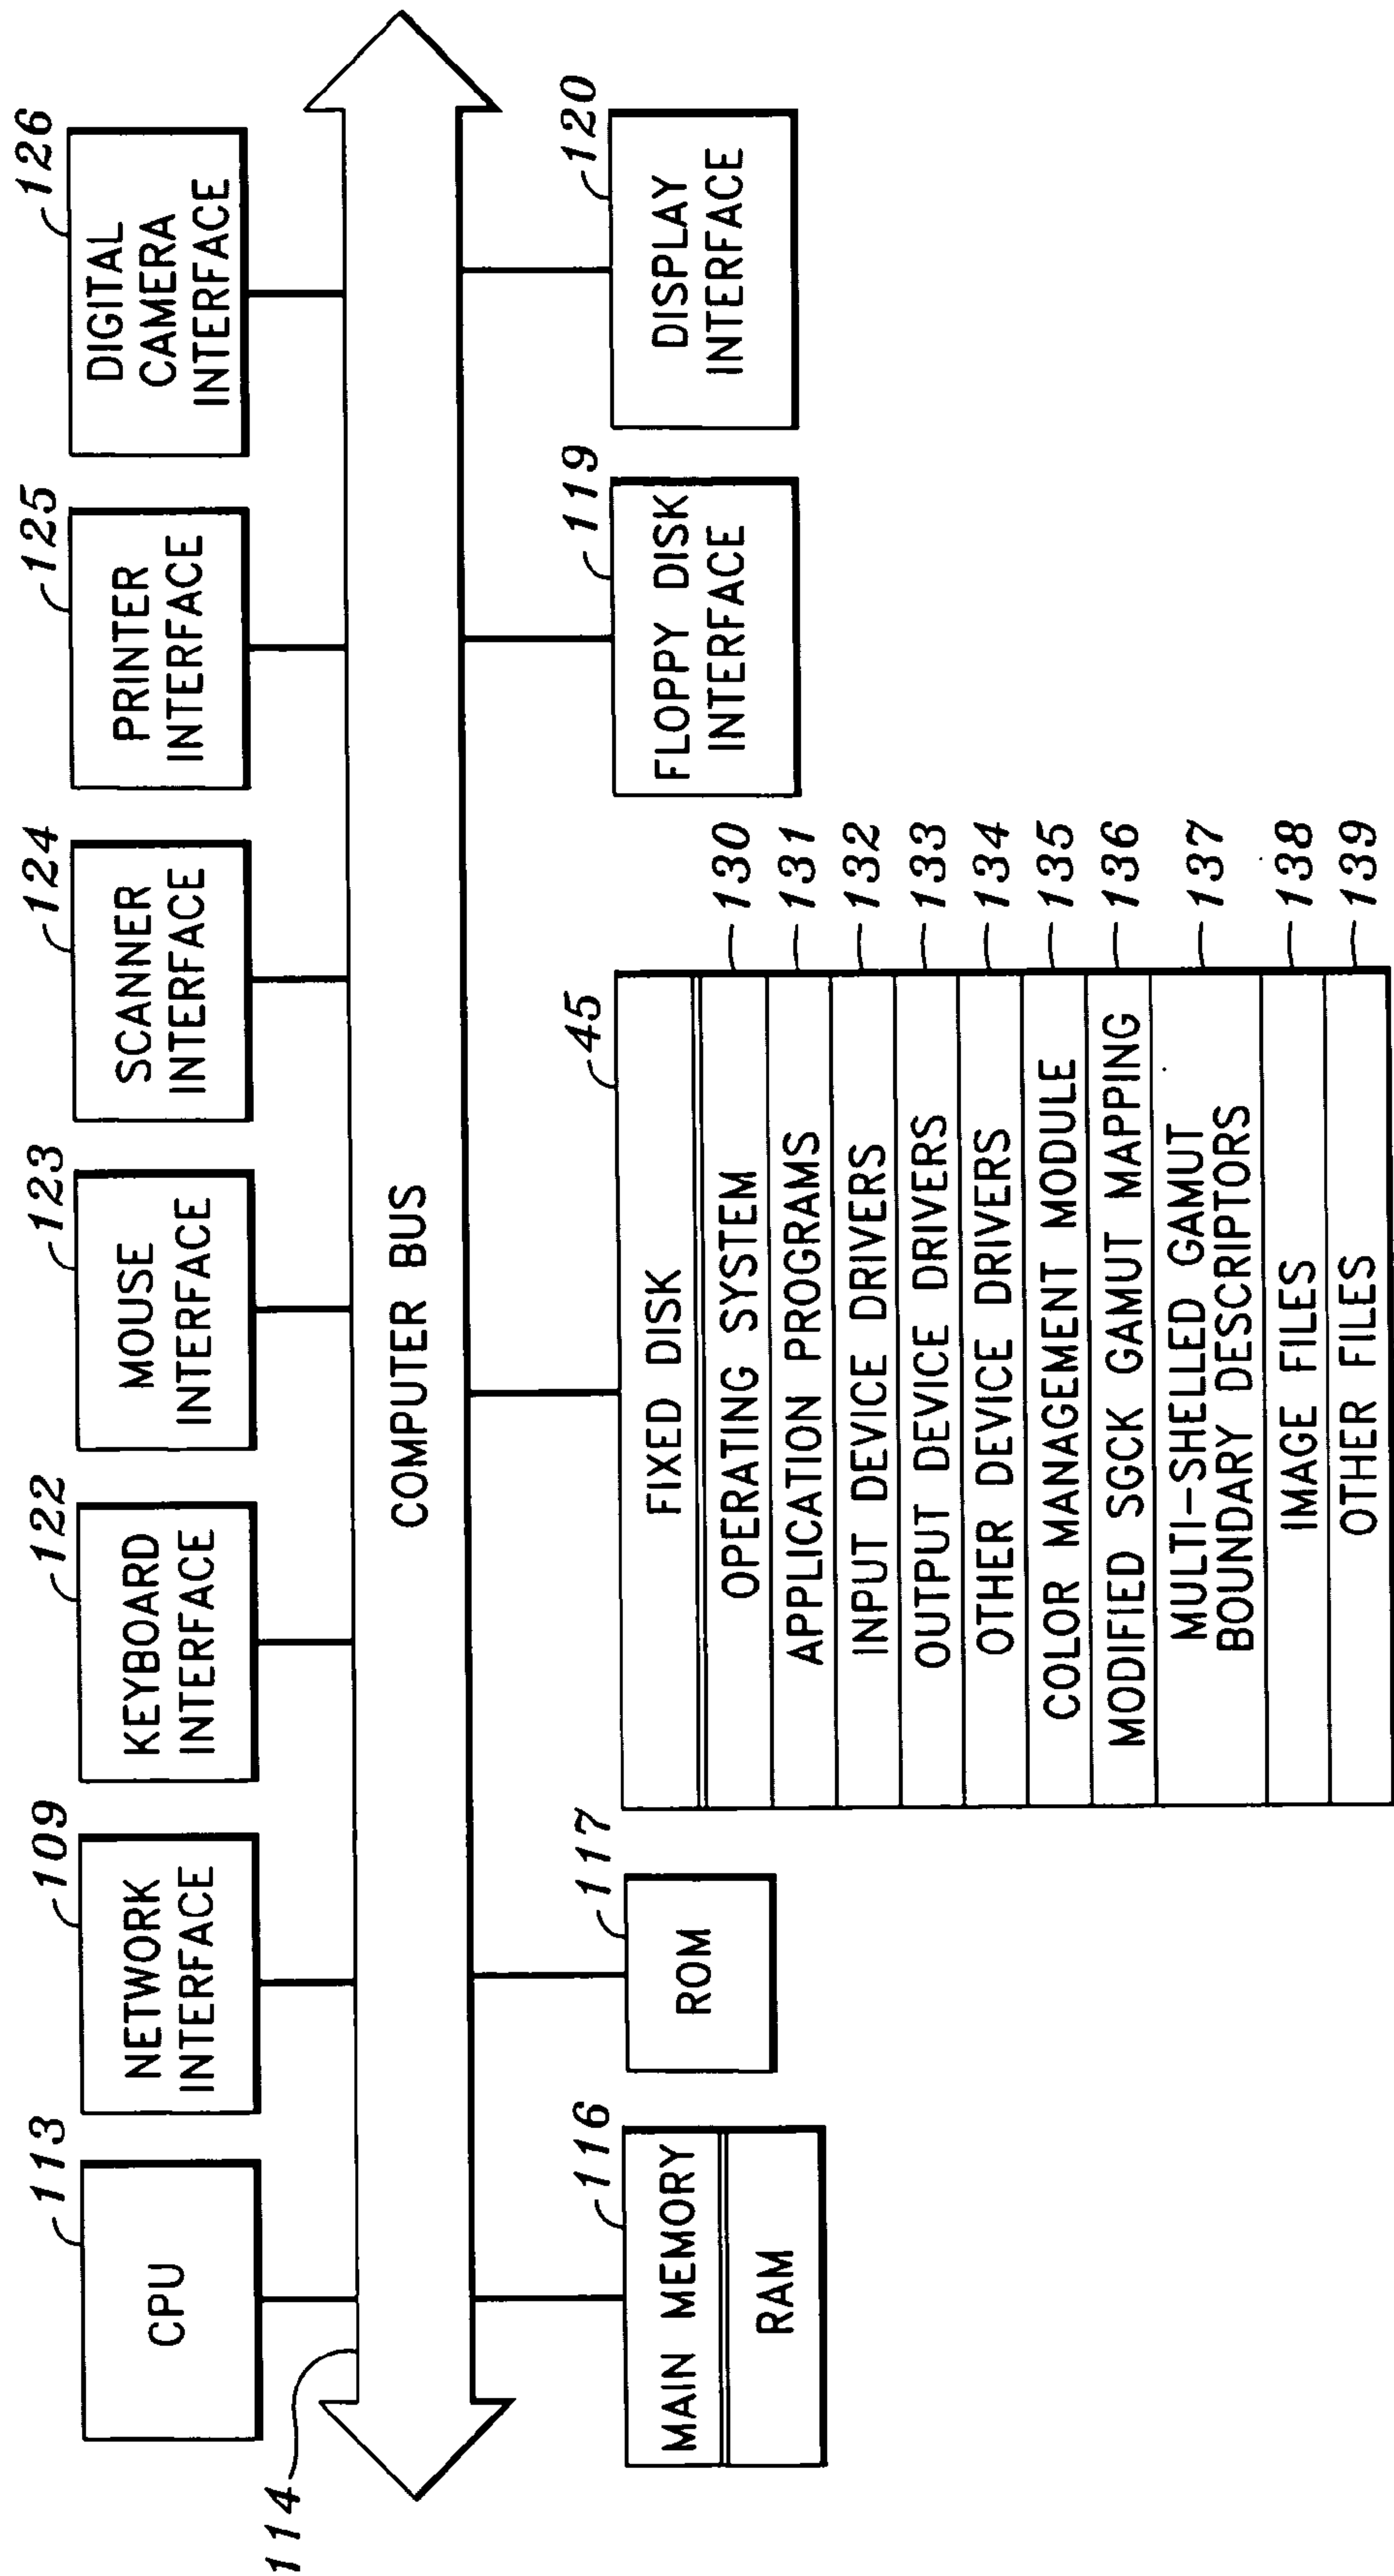 113
CPU
109
NETWORK
INTERFACE
122
KEYBOARD
INTERFACE
123
MOUSE
INTERFACE
124
SCANNER
INTERFACE
125
PRINTER
INTERFACE
126
DIGITAL
CAMERA
INTERFACE
114
COMPUTER BUS
116
MAIN MEMORY
RAM
117
ROM
45
FIXED DISK
OPERATING SYSTEM
130
APPLICATION PROGRAMS
131
INPUT DEVICE DRIVERS
132
OUTPUT DEVICE DRIVERS
133
OTHER DEVICE DRIVERS
134
COLOR MANAGEMENT MODULE
135
MODIFIED SGCK GAMUT MAPPING
136
MULTI-SHELLED GAMUT
BOUNDARY DESCRIPTORS
137
IMAGE FILES
138
OTHER FILES
139
119
FLOPPY DISK
INTERFACE
120
DISPLAY
INTERFACE